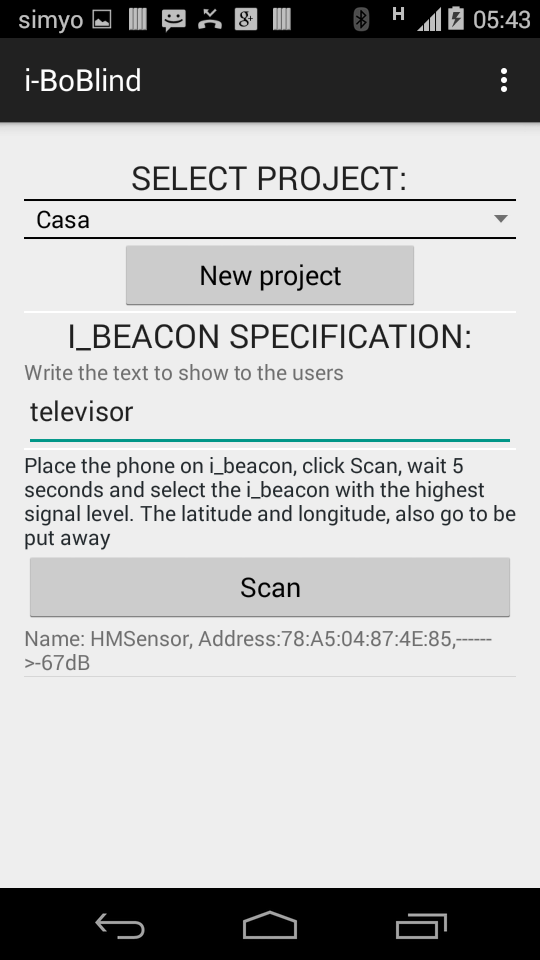 simyo H 05:43
i-BoBlind
SELECT PROJECT:
Casa
New project
I_BEACON SPECIFICATION:
Write the text to show to the users
televisor
Place the phone on i_beacon, click Scan, wait 5
seconds and select the i_beacon with the highest
signal level. The latitude and longitude, also go to be
put away
Scan
Name: HMSensor, Address:78:A5:04:87:4E:85,------
>-67dB